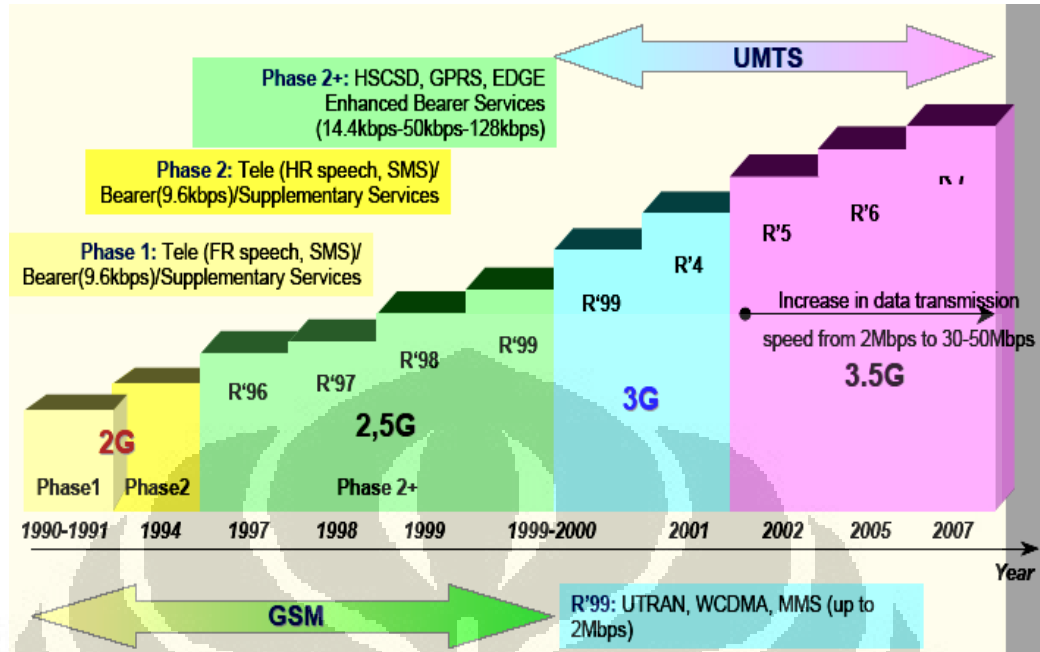 UMTS
Phase 2+: HSCSD, GPRS, EDGE
Enhanced Bearer Services
(14.4kbps-50kbps-128kbps)
Phase 2: Tele (HR speech, SMS)/
Bearer(9.6kbps)/Supplementary Services
Phase 1: Tele (FR speech, SMS)/
Bearer(9.6kbps)/Supplementary Services
R'5
R'6
R'4
R'99
Increase in data transmission
speed from 2Mbps to 30-50Mbps
R'96
R'97
R'98
R'99
2G
2,5G
3G
3.5G
Phase1
Phase2
Phase 2+
1990-1991 1994 1997 1998 1999 1999-2000 2001 2002 2005 2007
Year
GSM
R'99: UTRAN, WCDMA, MMS (up to
2Mbps)